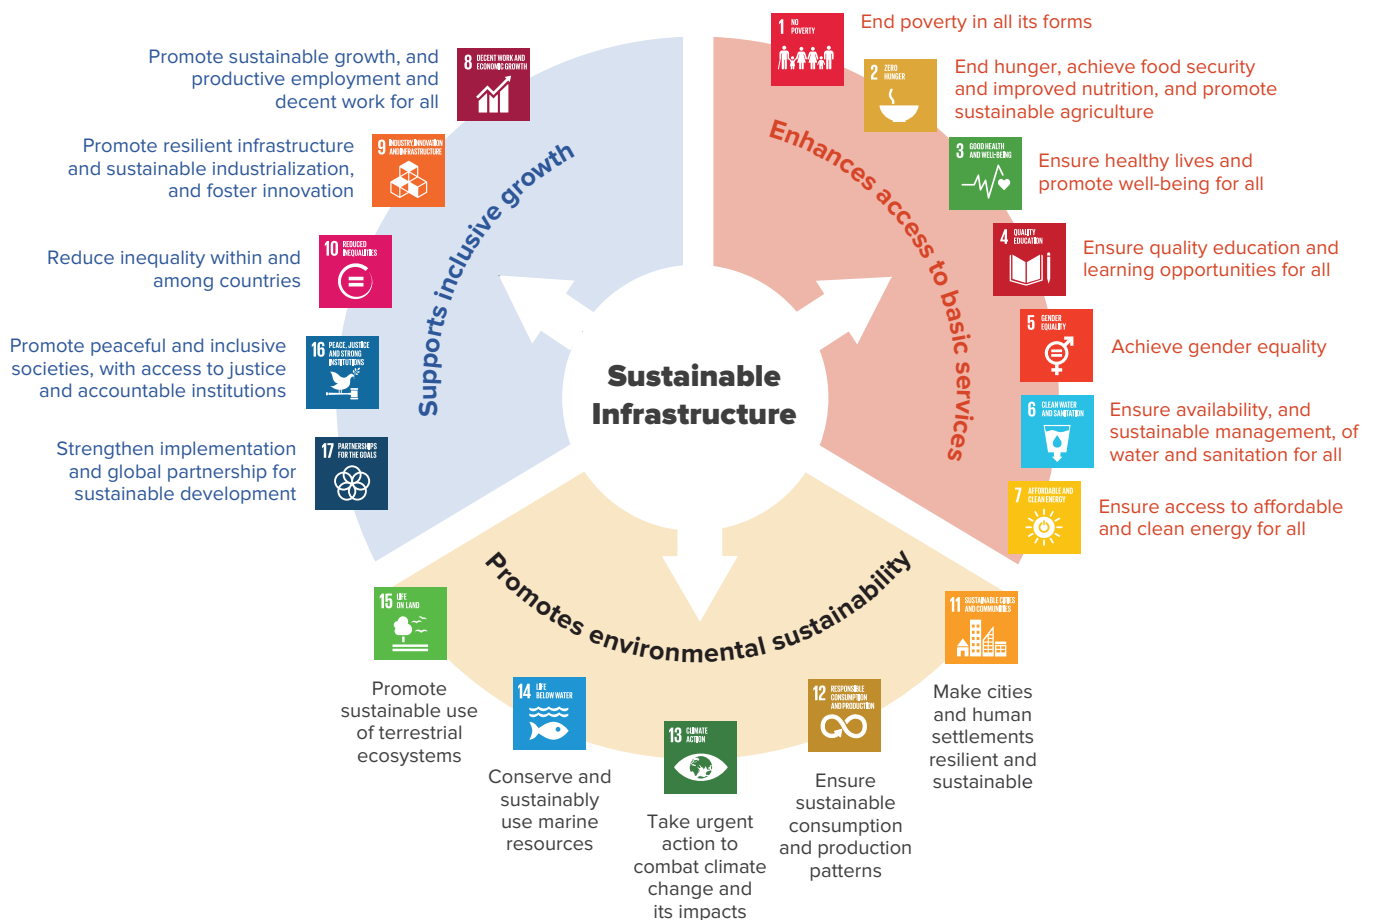 Sustainable
Infrastructure
Enhances access to basic services
1 NO
POVERTY
End poverty in all its forms
2 ZERO
HUNGER
End hunger, achieve food security
and improved nutrition, and promote
sustainable agriculture
3 GOOD HEALTH
AND WELL-BEING
Ensure healthy lives and
promote well-being for all
4 QUALITY
EDUCATION
Ensure quality education and
learning opportunities for all
5 GENDER
EQUALITY
Achieve gender equality
6 CLEAN WATER
AND SANITATION
Ensure availability, and
sustainable management, of
water and sanitation for all
7 AFFORDABLE AND
CLEAN ENERGY
Ensure access to affordable
and clean energy for all
Promotes environmental sustainability
11 SUSTAINABLE CITIES
AND COMMUNITIES
Make cities
and human
settlements
resilient and
sustainable
12 RESPONSIBLE
CONSUMPTION
AND PRODUCTION
Ensure
sustainable
consumption
and production
patterns
13 CLIMATE
ACTION
Take urgent
action to
combat climate
change and
its impacts
14 LIFE
BELOW WATER
Conserve and
sustainably
use marine
resources
15 LIFE
ON LAND
Promote
sustainable use
of terrestrial
ecosystems
Supports inclusive growth
8 DECENT WORK AND
ECONOMIC GROWTH
Promote sustainable growth, and
productive employment and
decent work for all
9 INDUSTRY, INNOVATION
AND INFRASTRUCTURE
Promote resilient infrastructure
and sustainable industrialization,
and foster innovation
10 REDUCED
INEQUALITIES
Reduce inequality within and
among countries
16 PEACE, JUSTICE
AND STRONG
INSTITUTIONS
Promote peaceful and inclusive
societies, with access to justice
and accountable institutions
17 PARTNERSHIPS
FOR THE GOALS
Strengthen implementation
and global partnership for
sustainable development